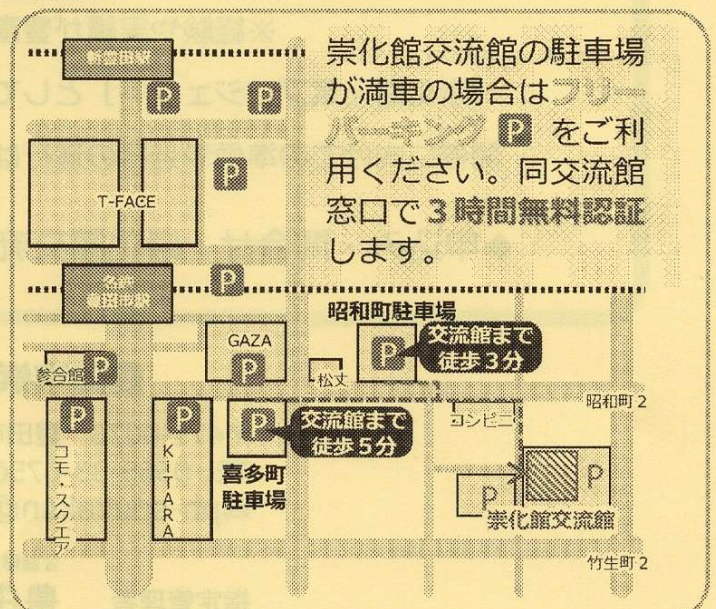 崇化館交流館の駐車場
が満車の場合はフリー
パーキング P をご利
用ください。同交流館
窓口で3時間無料認証
します。
新豊田駅
P P
P
T-FACE
名鉄
豊田市駅
P
昭和町駐車場
GAZA
P
P
交流館まで
徒歩3分
松丈
参合館 P
昭和町2
P
コモ・スクエア
P
KiTARA
P
交流館まで
徒歩5分
喜多町
駐車場
コンビニ
P
P
崇化館交流館
竹生町2